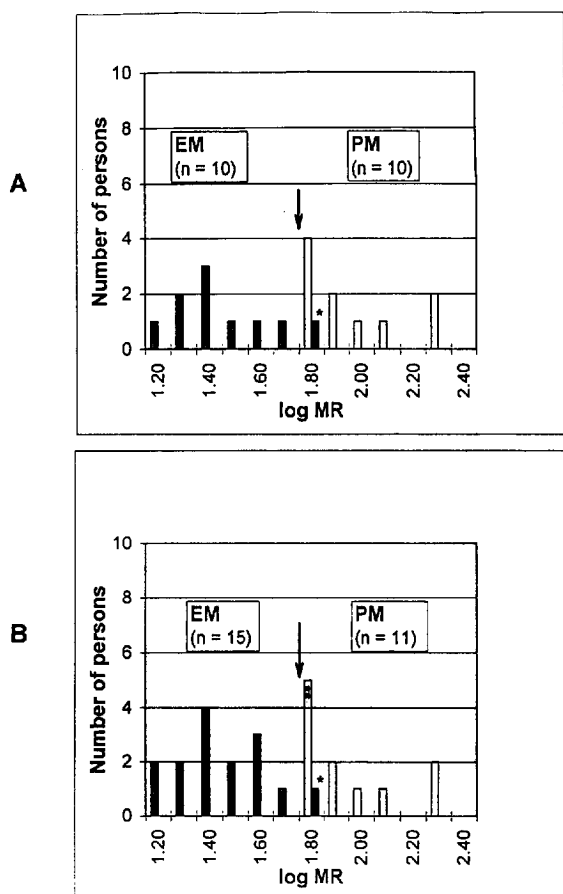 A
Number of persons
10
8
6
4
2
0
EM
(n = 10)
PM
(n = 10)
*
1.20
1.40
1.60
1.80
2.00
2.20
2.40
log MR
B
Number of persons
10
8
6
4
2
0
EM
(n = 15)
PM
(n = 11)
*
1.20
1.40
1.60
1.80
2.00
2.20
2.40
log MR